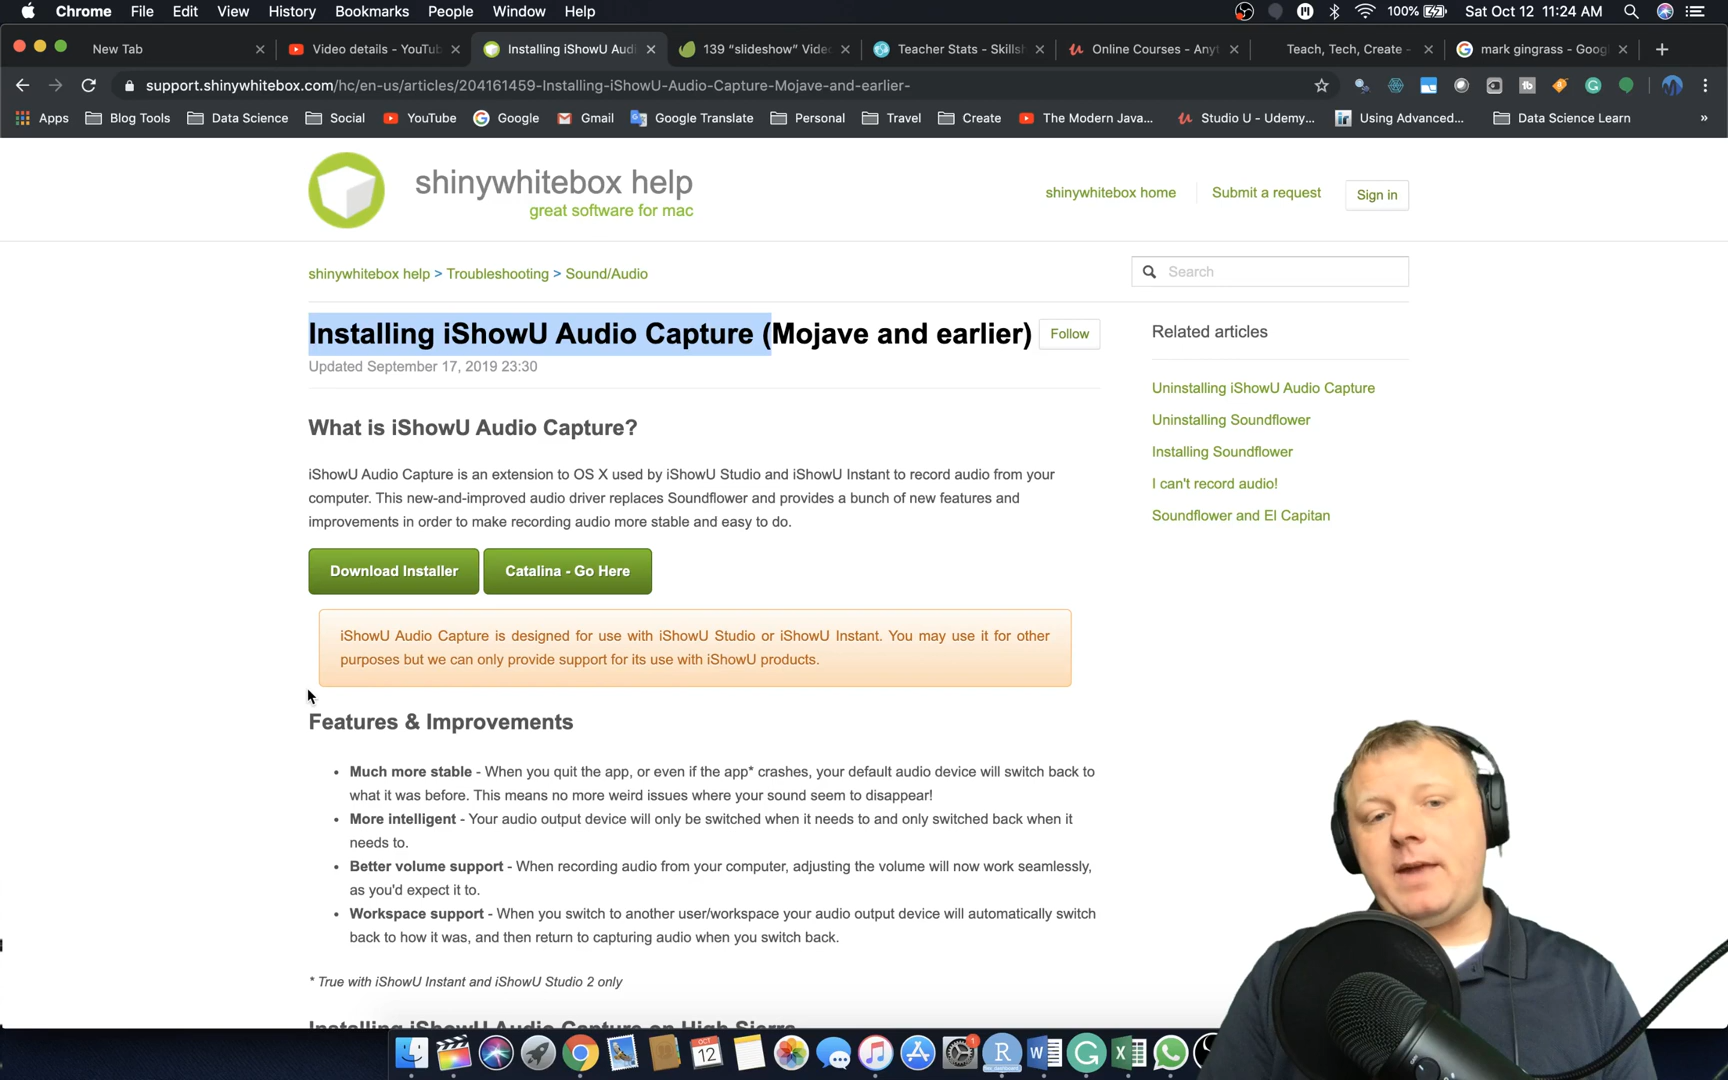 Chrome File Edit View History Bookmarks People Window Help 100% Sat Oct 12 11:24 AM
New Tab Video details - YouTub Installing iShowU Audi 139 “slideshow” Video Teacher Stats - Skillsh Online Courses - Anyt Teach, Tech, Create - mark gingrass - Goog
support.shinywhitebox.com/hc/en-us/articles/204161459-Installing-iShowU-Audio-Capture-Mojave-and-earlier-
Apps Blog Tools Data Science Social YouTube Google Gmail Google Translate Personal Travel Create The Modern Java... Studio U - Udemy... Using Advanced... Data Science Learn »
shinywhitebox help
great software for mac
shinywhitebox home Submit a request Sign in
shinywhitebox help > Troubleshooting > Sound/Audio
Search
Installing iShowU Audio Capture (Mojave and earlier) Follow
Updated September 17, 2019 23:30
Related articles
Uninstalling iShowU Audio Capture
Uninstalling Soundflower
Installing Soundflower
I can't record audio!
Soundflower and El Capitan
What is iShowU Audio Capture?
iShowU Audio Capture is an extension to OS X used by iShowU Studio and iShowU Instant to record audio from your
computer. This new-and-improved audio driver replaces Soundflower and provides a bunch of new features and
improvements in order to make recording audio more stable and easy to do.
Download Installer Catalina - Go Here
iShowU Audio Capture is designed for use with iShowU Studio or iShowU Instant. You may use it for other
purposes but we can only provide support for its use with iShowU products.
Features & Improvements
• Much more stable - When you quit the app, or even if the app* crashes, your default audio device will switch back to
what it was before. This means no more weird issues where your sound seem to disappear!
• More intelligent - Your audio output device will only be switched when it needs to and only switched back when it
needs to.
• Better volume support - When recording audio from your computer, adjusting the volume will now work seamlessly,
as you'd expect it to.
• Workspace support - When you switch to another user/workspace your audio output device will automatically switch
back to how it was, and then return to capturing audio when you switch back.
* True with iShowU Instant and iShowU Studio 2 only
Installing iShowU Audio Capture on High Sierra
OCT
12
1
R
W
G
X